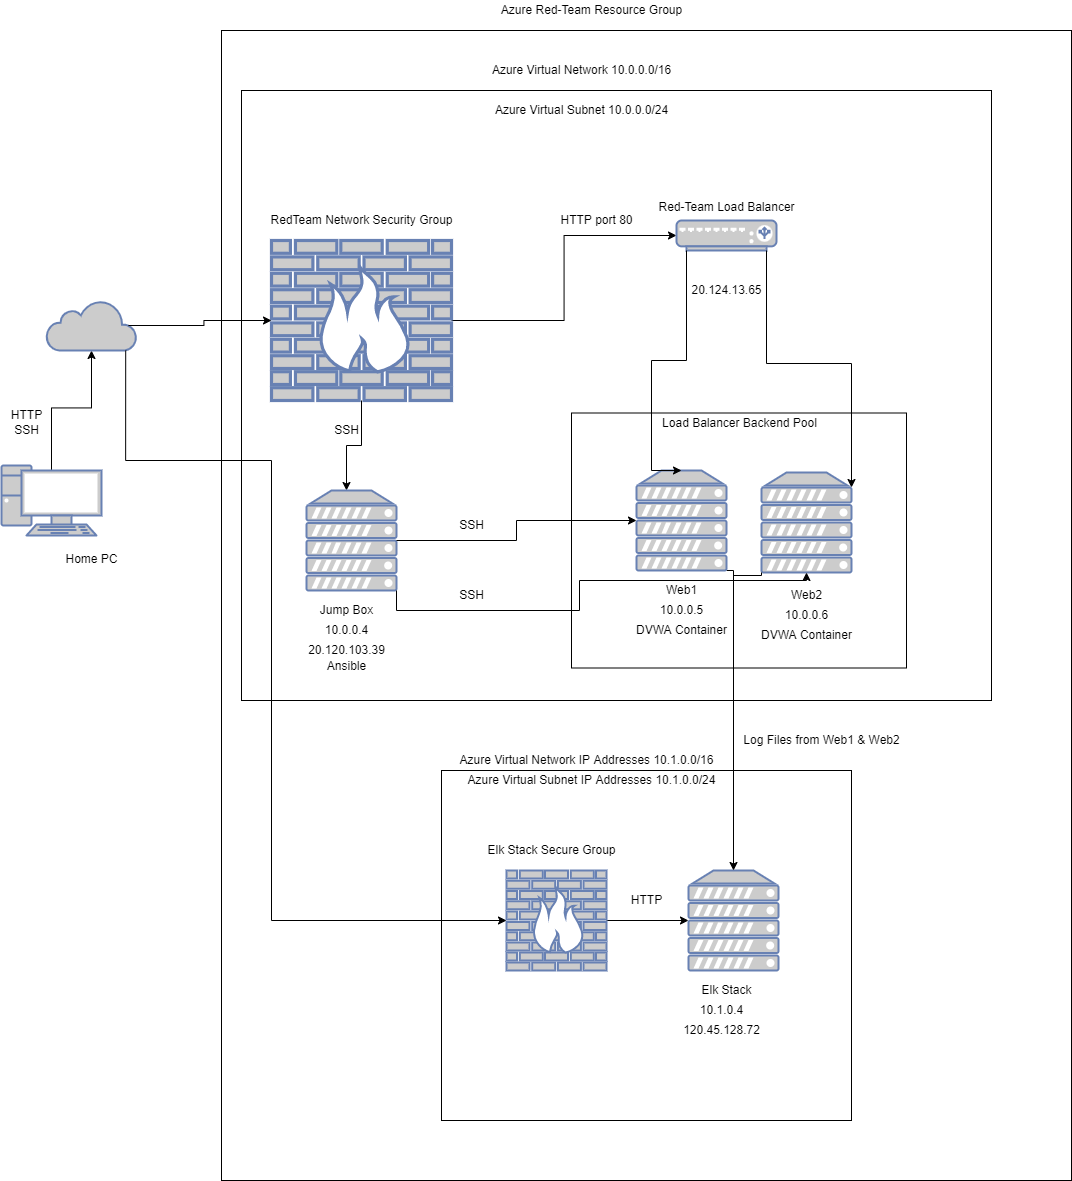 Azure Red-Team Resource Group
Azure Virtual Network 10.0.0.0/16
Azure Virtual Subnet 10.0.0.0/24
RedTeam Network Security Group
HTTP port 80
Red-Team Load Balancer
20.124.13.65
HTTP
SSH
Home PC
SSH
Load Balancer Backend Pool
SSH
SSH
Jump Box
10.0.0.4
20.120.103.39
Ansible
Web1
10.0.0.5
DVWA Container
Web2
10.0.0.6
DVWA Container
Log Files from Web1 & Web2
Azure Virtual Network IP Addresses 10.1.0.0/16
Azure Virtual Subnet IP Addresses 10.1.0.0/24
Elk Stack Secure Group
HTTP
Elk Stack
10.1.0.4
120.45.128.72